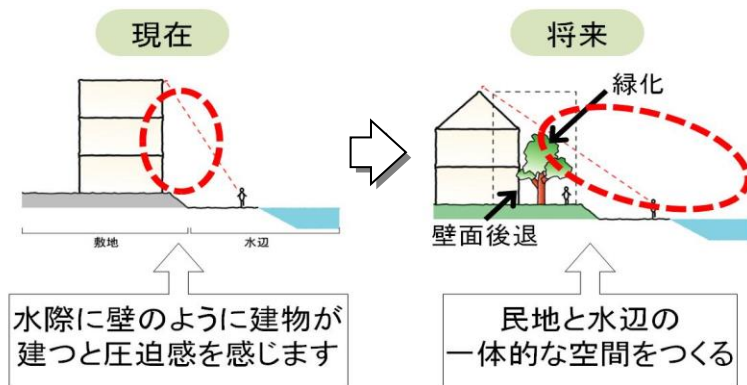 現在
将来
緑化
壁面後退
敷地
水辺
水際に壁のように建物が
建つと圧迫感を感じます
民地と水辺の
一体的な空間をつくる